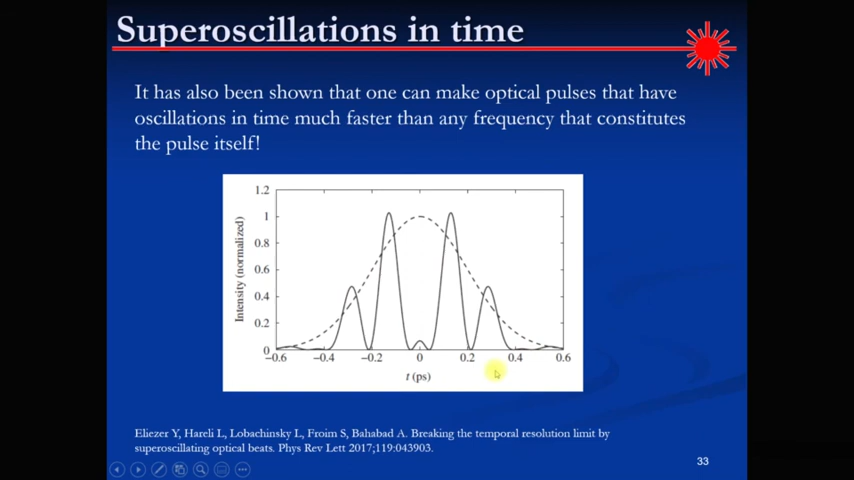 Superoscillations in time
It has also been shown that one can make optical pulses that have
oscillations in time much faster than any frequency that constitutes
the pulse itself!
1.2
1
0.8
0.6
0.4
0.2
0
Intensity (normalized)
−0.6 −0.4 −0.2 0 0.2 0.4 0.6
t (ps)
Eliezer Y, Hareli L, Lobachinsky L, Froim S, Bahabad A. Breaking the temporal resolution limit by
superoscillating optical beats. Phys Rev Lett 2017;119:043903.
33